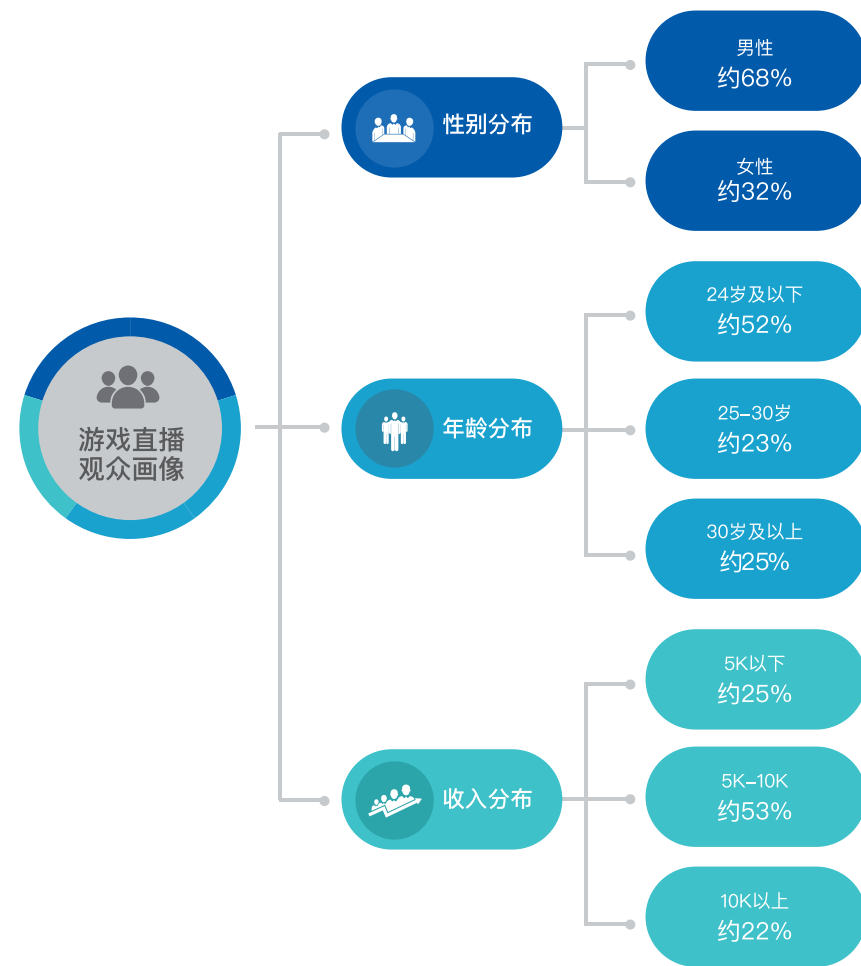 游戏直播
观众画像
性别分布
男性
约68%
女性
约32%
年龄分布
24岁及以下
约52%
25-30岁
约23%
30岁及以上
约25%
收入分布
5K以下
约25%
5K-10K
约53%
10K以上
约22%